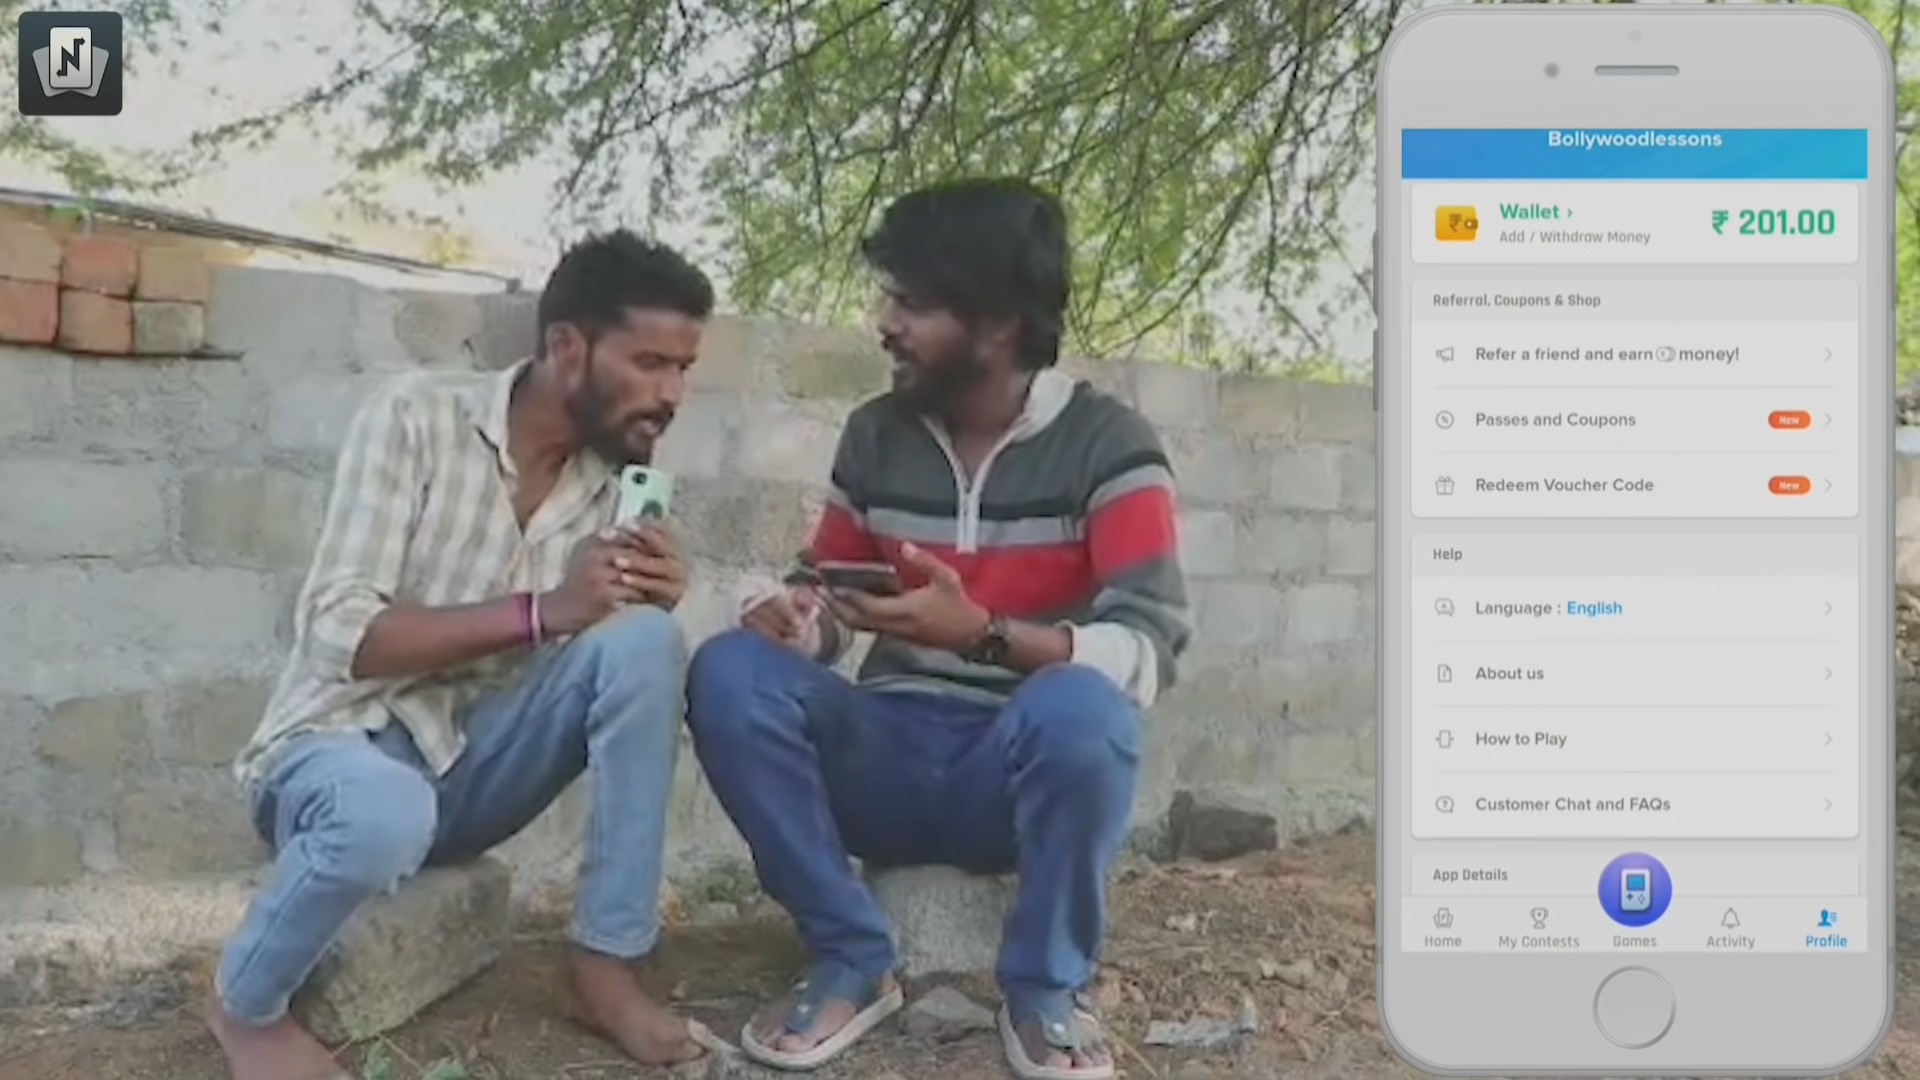 N
Bollywoodlessons
Wallet ›
₹ 201.00
Add / Withdraw Money
Referral, Coupons & Shop
Refer a friend and earn money!
Passes and Coupons
New
Redeem Voucher Code
New
Help
Language : English
About us
How to Play
Customer Chat and FAQs
App Details
Home
My Contests
Games
Activity
Profile